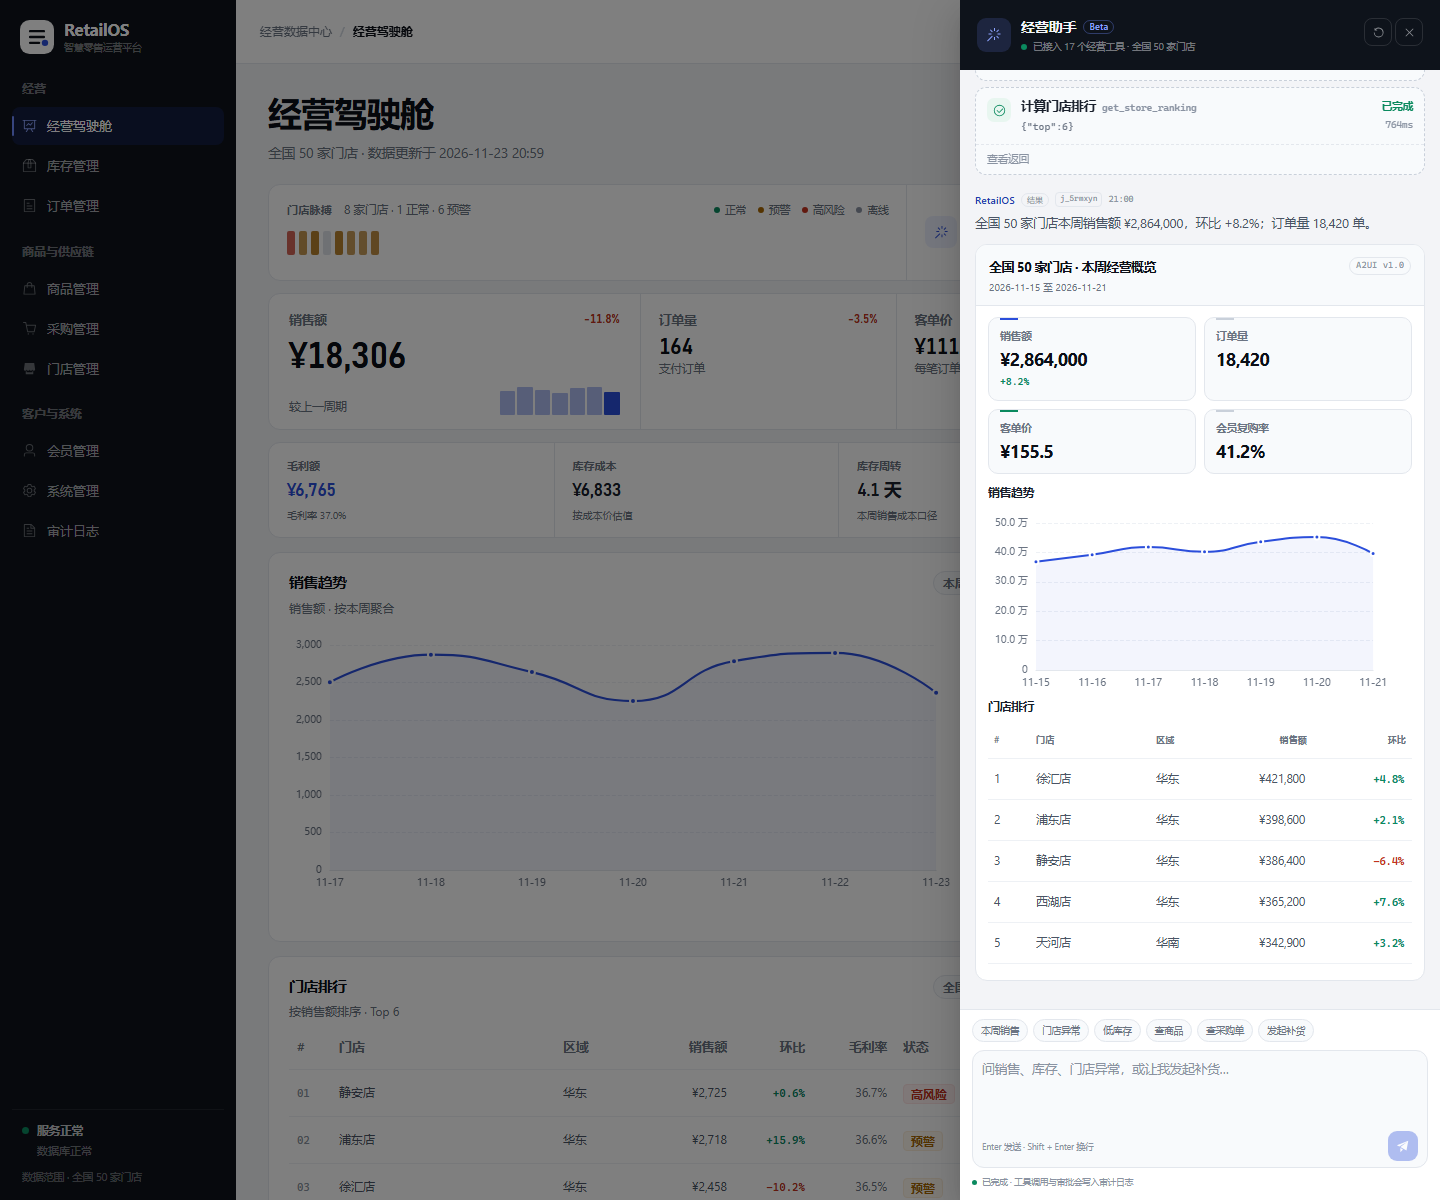 RetailOS
智慧零售运营平台
经营
经营驾驶舱
库存管理
订单管理
商品与供应链
商品管理
采购管理
门店管理
客户与系统
会员管理
系统管理
审计日志
服务正常
数据库正常
数据范围 · 全国 50 家门店
经营数据中心 / 经营驾驶舱
经营驾驶舱
全国 50 家门店 · 数据更新于 2026-11-23 20:59
门店脉搏 8 家门店 · 1 正常 · 6 预警
正常 预警 高风险 离线
销售额 -11.8%
¥18,306
较上一周期
订单量 -3.5%
164
支付订单
客单价
¥111
每笔订单
毛利额
¥6,765
毛利率 37.0%
库存成本
¥6,833
按成本价估值
库存周转
4.1 天
本周销售成本口径
销售趋势
本周
销售额 · 按本周聚合
3,000
2,500
2,000
1,500
1,000
500
0
11-17 11-18 11-19 11-20 11-21 11-22 11-23
门店排行
全国
按销售额排序 · Top 6
# 门店 区域 销售额 环比 毛利率 状态
01 静安店 华东 ¥2,725 +0.6% 36.7% 高风险
02 浦东店 华东 ¥2,718 +15.9% 36.6% 预警
03 徐汇店 华东 ¥2,458 -10.2% 36.5% 预警
经营助手 Beta
已接入 17 个经营工具 · 全国 50 家门店
计算门店排行 get_store_ranking 已完成
{"top":6} 764ms
查看返回
RetailOS 结果 j_5rmxyn 21:00
全国 50 家门店本周销售额 ¥2,864,000，环比 +8.2%；订单量 18,420 单。
全国 50 家门店 · 本周经营概览 A2UI v1.0
2026-11-15 至 2026-11-21
销售额
¥2,864,000
+8.2%
订单量
18,420
客单价
¥155.5
会员复购率
41.2%
销售趋势
50.0 万
40.0 万
30.0 万
20.0 万
10.0 万
0
11-15 11-16 11-17 11-18 11-19 11-20 11-21
门店排行
# 门店 区域 销售额 环比
1 徐汇店 华东 ¥421,800 +4.8%
2 浦东店 华东 ¥398,600 +2.1%
3 静安店 华东 ¥386,400 -6.4%
4 西湖店 华东 ¥365,200 +7.6%
5 天河店 华南 ¥342,900 +3.2%
本周销售 门店异常 低库存 查商品 查采购单 发起补货
问销售、库存、门店异常，或让我发起补货...
Enter 发送 · Shift + Enter 换行
已完成 · 工具调用与审批会写入审计日志